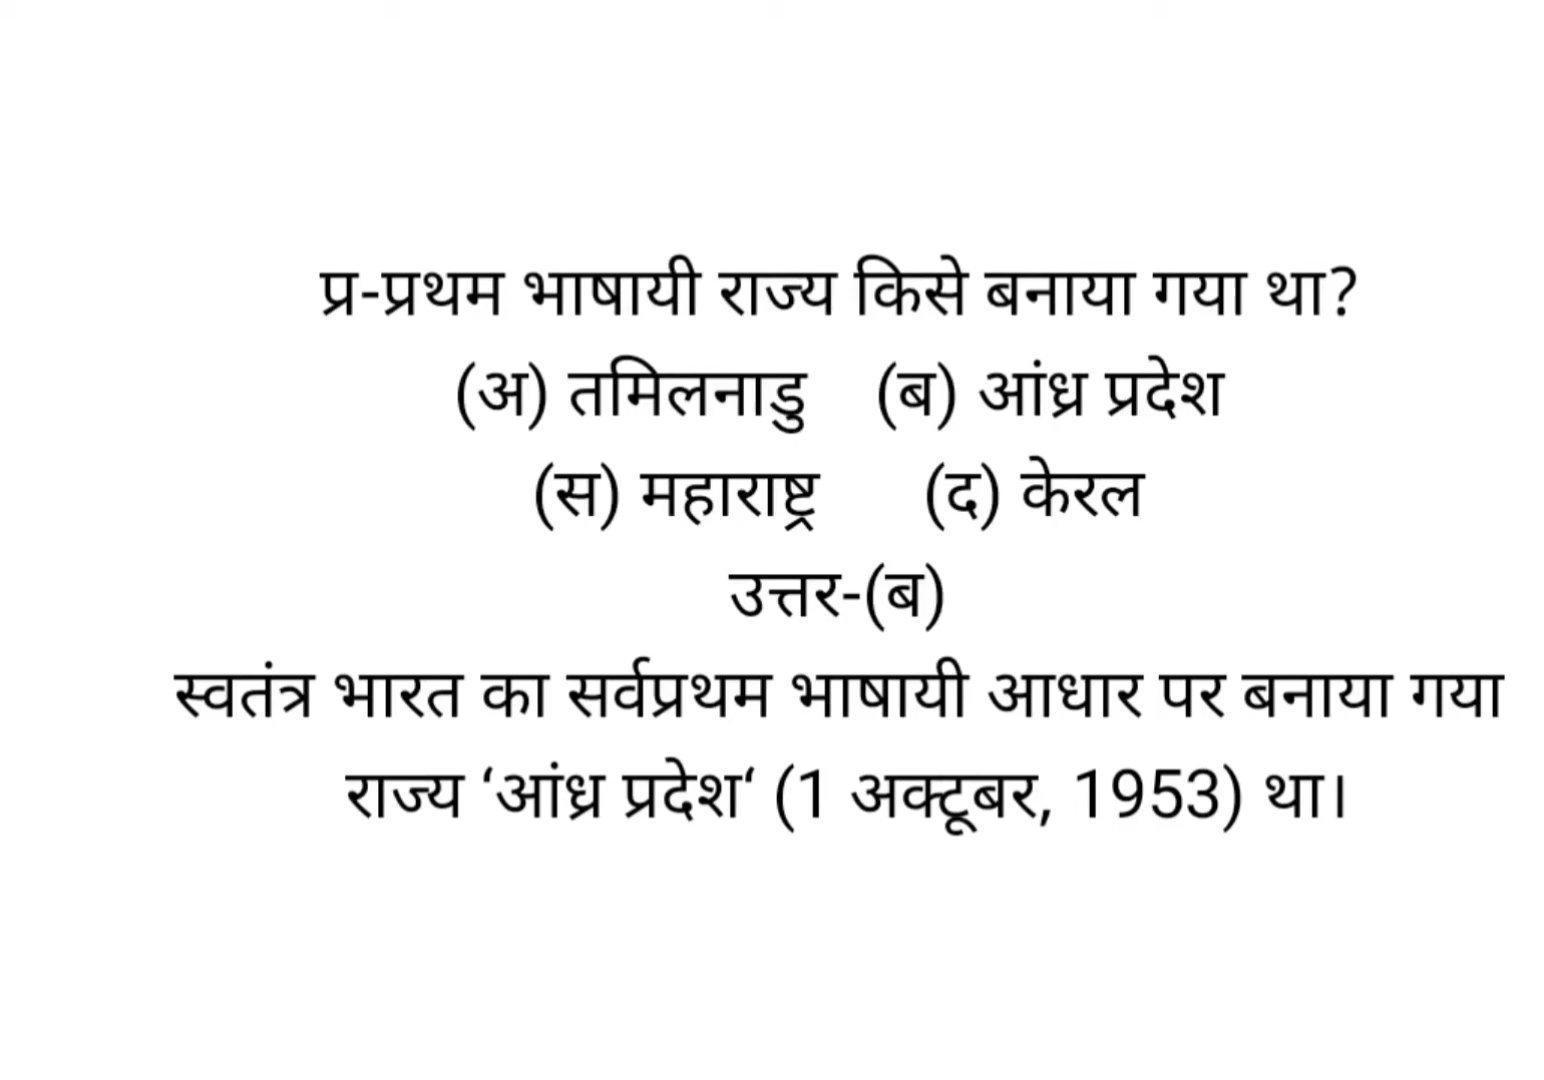 प्र-प्रथम भाषायी राज्य किसे बनाया गया था?
(अ) तमिलनाडु (ब) आंध्र प्रदेश
(स) महाराष्ट्र (द) केरल
उत्तर-(ब)
स्वतंत्र भारत का सर्वप्रथम भाषायी आधार पर बनाया गया
राज्य ‘आंध्र प्रदेश‘ (1 अक्टूबर, 1953) था।